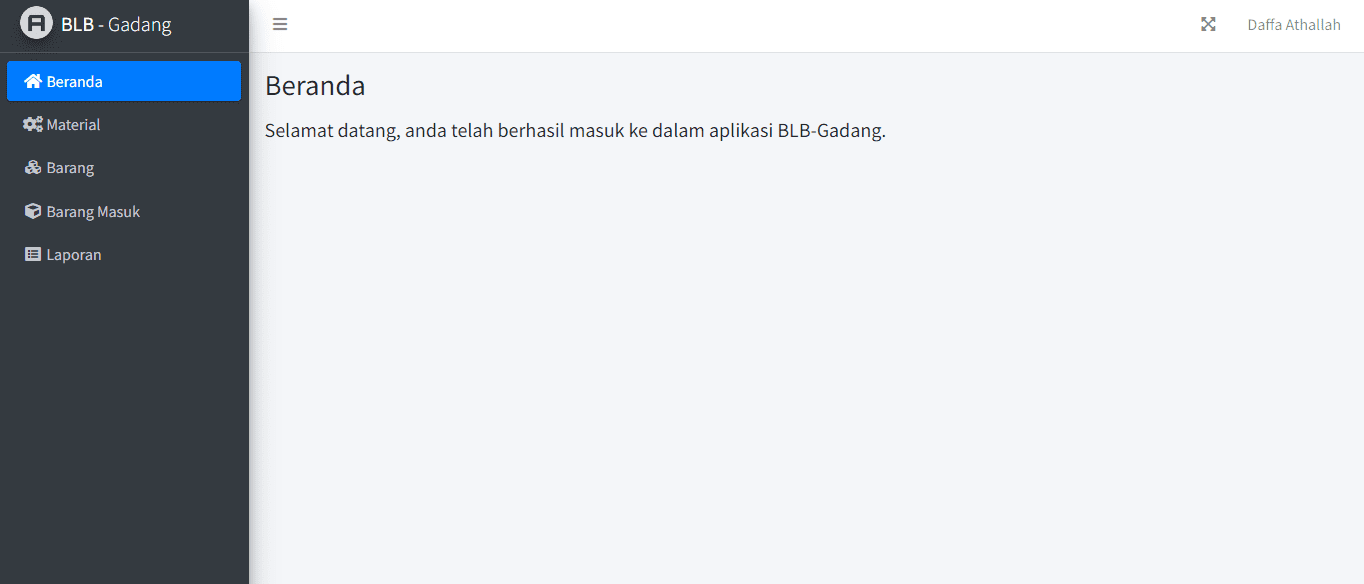 BLB - Gadang
Daffa Athallah
Beranda
Material
Barang
Barang Masuk
Laporan
Beranda
Selamat datang, anda telah berhasil masuk ke dalam aplikasi BLB-Gadang.